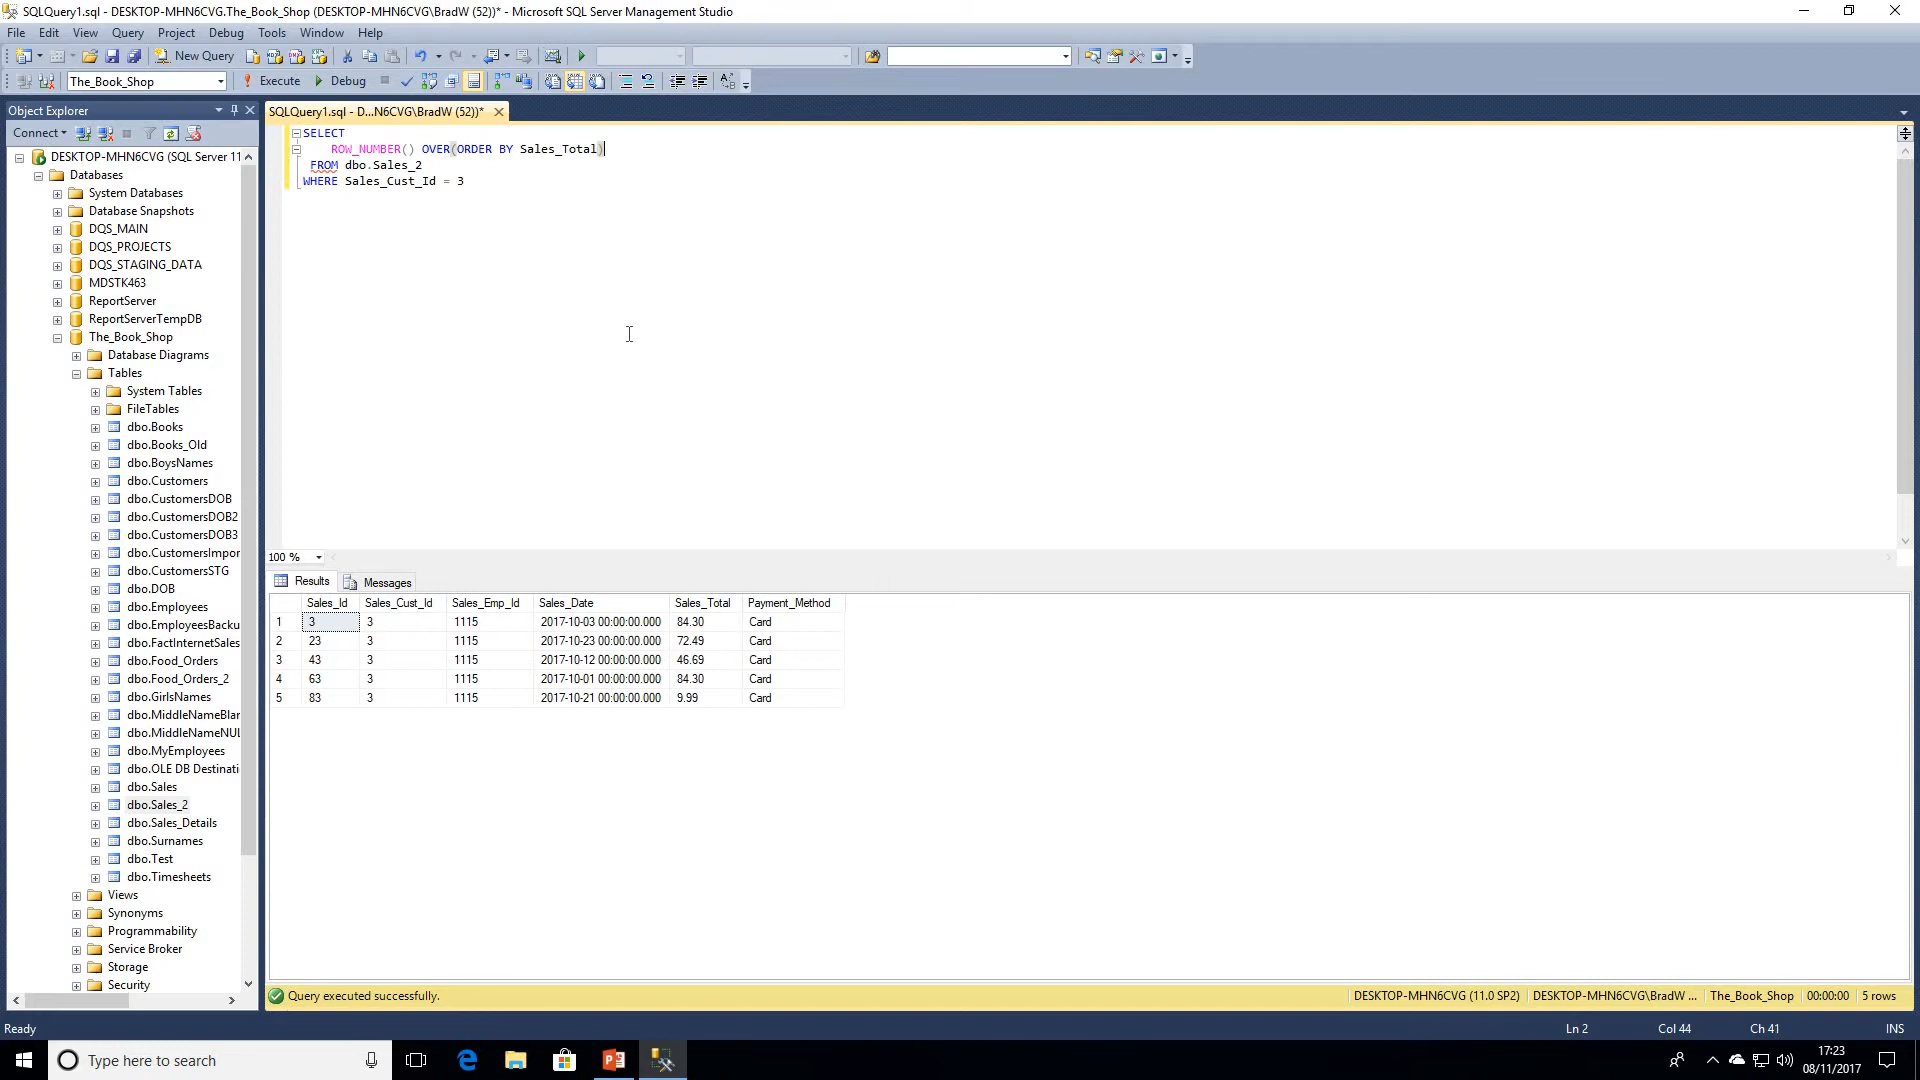 SQLQuery1.sql - DESKTOP-MHN6CVG.The_Book_Shop (DESKTOP-MHN6CVG\BradW (52))* - Microsoft SQL Server Management Studio
File Edit View Query Project Debug Tools Window Help
New Query
The_Book_Shop Execute Debug
Object Explorer
Connect
DESKTOP-MHN6CVG (SQL Server 11
Databases
System Databases
Database Snapshots
DQS_MAIN
DQS_PROJECTS
DQS_STAGING_DATA
MDSTK463
ReportServer
ReportServerTempDB
The_Book_Shop
Database Diagrams
Tables
System Tables
FileTables
dbo.Books
dbo.Books_Old
dbo.BoysNames
dbo.Customers
dbo.CustomersDOB
dbo.CustomersDOB2
dbo.CustomersDOB3
dbo.CustomersImpor
dbo.CustomersSTG
dbo.DOB
dbo.Employees
dbo.EmployeesBacku
dbo.FactInternetSales
dbo.Food_Orders
dbo.Food_Orders_2
dbo.GirlsNames
dbo.MiddleNameBlar
dbo.MiddleNameNUL
dbo.MyEmployees
dbo.OLE DB Destinati
dbo.Sales
dbo.Sales_2
dbo.Sales_Details
dbo.Surnames
dbo.Test
dbo.Timesheets
Views
Synonyms
Programmability
Service Broker
Storage
Security
SQLQuery1.sql - D...N6CVG\BradW (52))*
SELECT
ROW_NUMBER() OVER(ORDER BY Sales_Total)
FROM dbo.Sales_2
WHERE Sales_Cust_Id = 3
100 %
Results Messages
Sales_Id Sales_Cust_Id Sales_Emp_Id Sales_Date Sales_Total Payment_Method
1 3 3 1115 2017-10-03 00:00:00.000 84.30 Card
2 23 3 1115 2017-10-23 00:00:00.000 72.49 Card
3 43 3 1115 2017-10-12 00:00:00.000 46.69 Card
4 63 3 1115 2017-10-01 00:00:00.000 84.30 Card
5 83 3 1115 2017-10-21 00:00:00.000 9.99 Card
Query executed successfully. DESKTOP-MHN6CVG (11.0 SP2) DESKTOP-MHN6CVG\BradW ... The_Book_Shop 00:00:00 5 rows
Ready Ln 2 Col 44 Ch 41 INS
Type here to search
17:23
08/11/2017